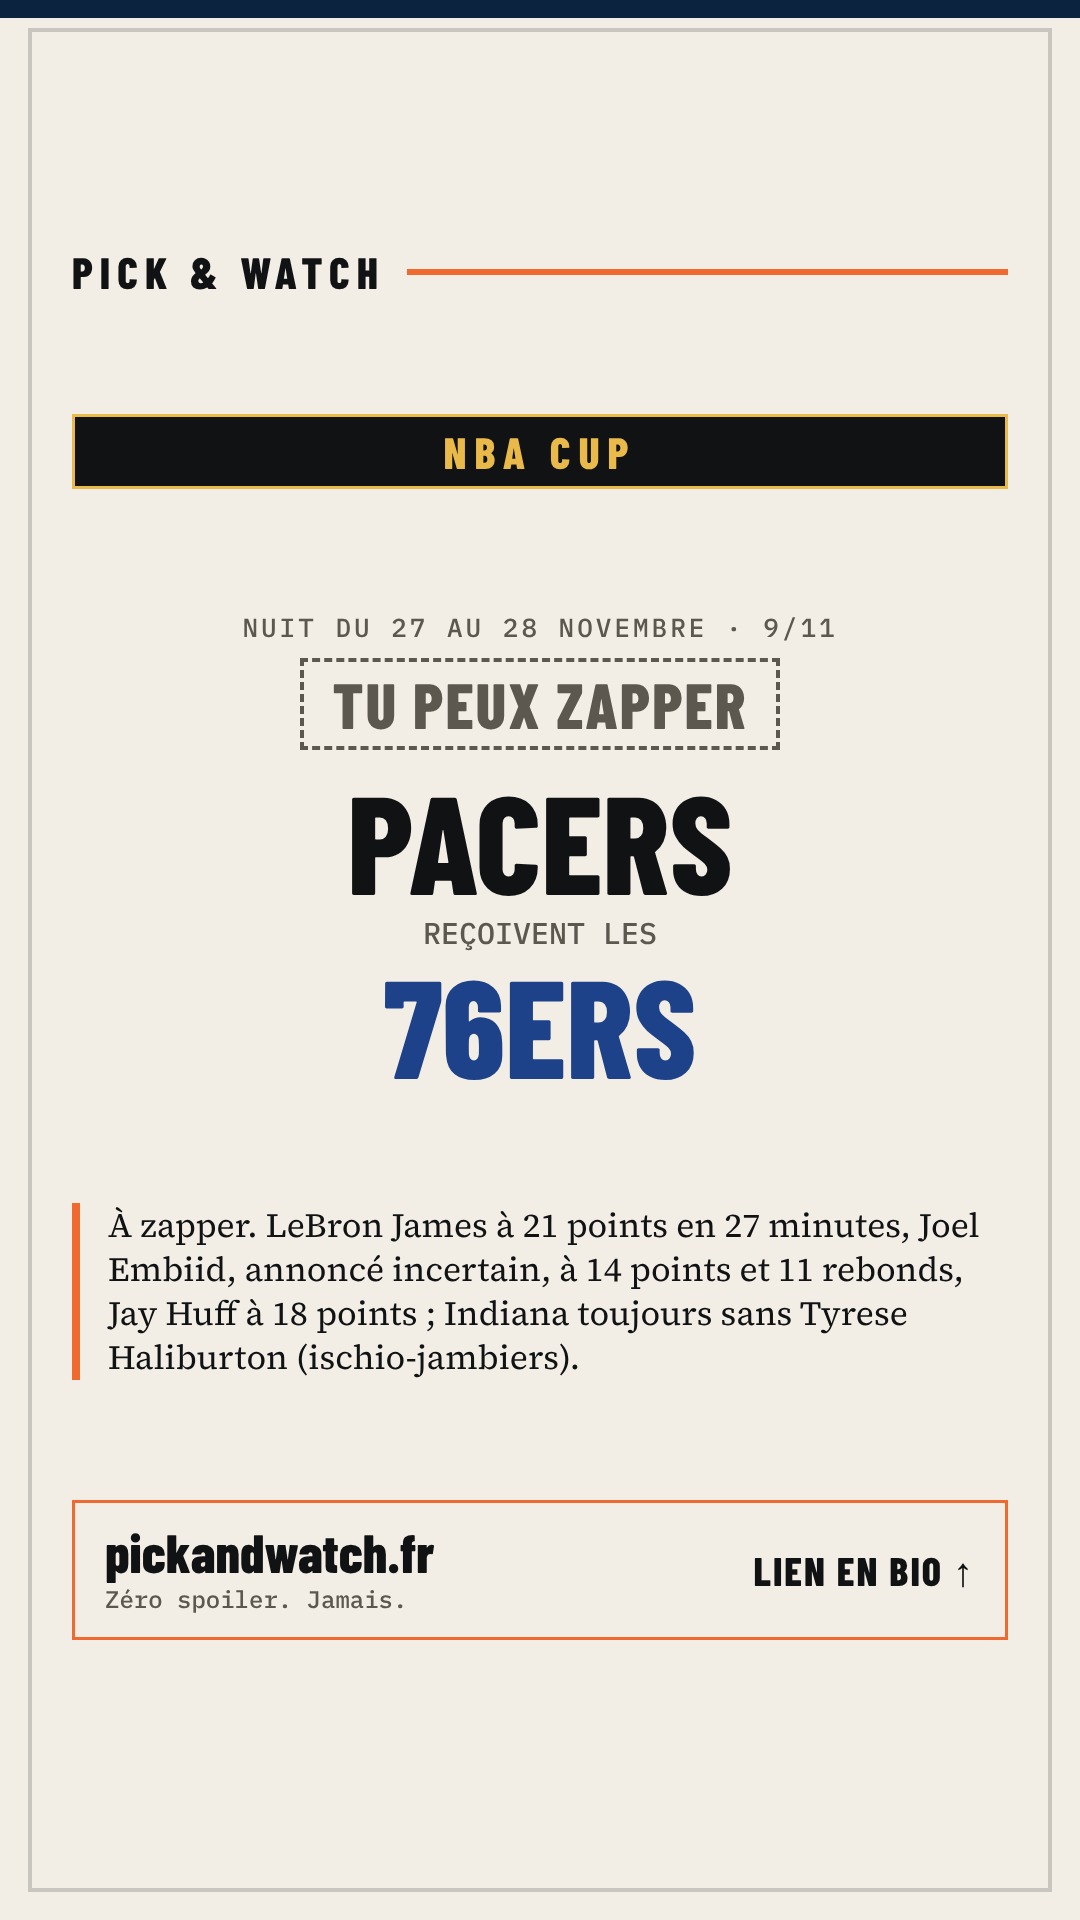 PICK & WATCH
NBA CUP
NUIT DU 27 AU 28 NOVEMBRE · 9/11
TU PEUX ZAPPER
PACERS
REÇOIVENT LES
76ERS
À zapper. LeBron James à 21 points en 27 minutes, Joel
Embiid, annoncé incertain, à 14 points et 11 rebonds,
Jay Huff à 18 points ; Indiana toujours sans Tyrese
Haliburton (ischio-jambiers).
pickandwatch.fr
Zéro spoiler. Jamais.
LIEN EN BIO ↑